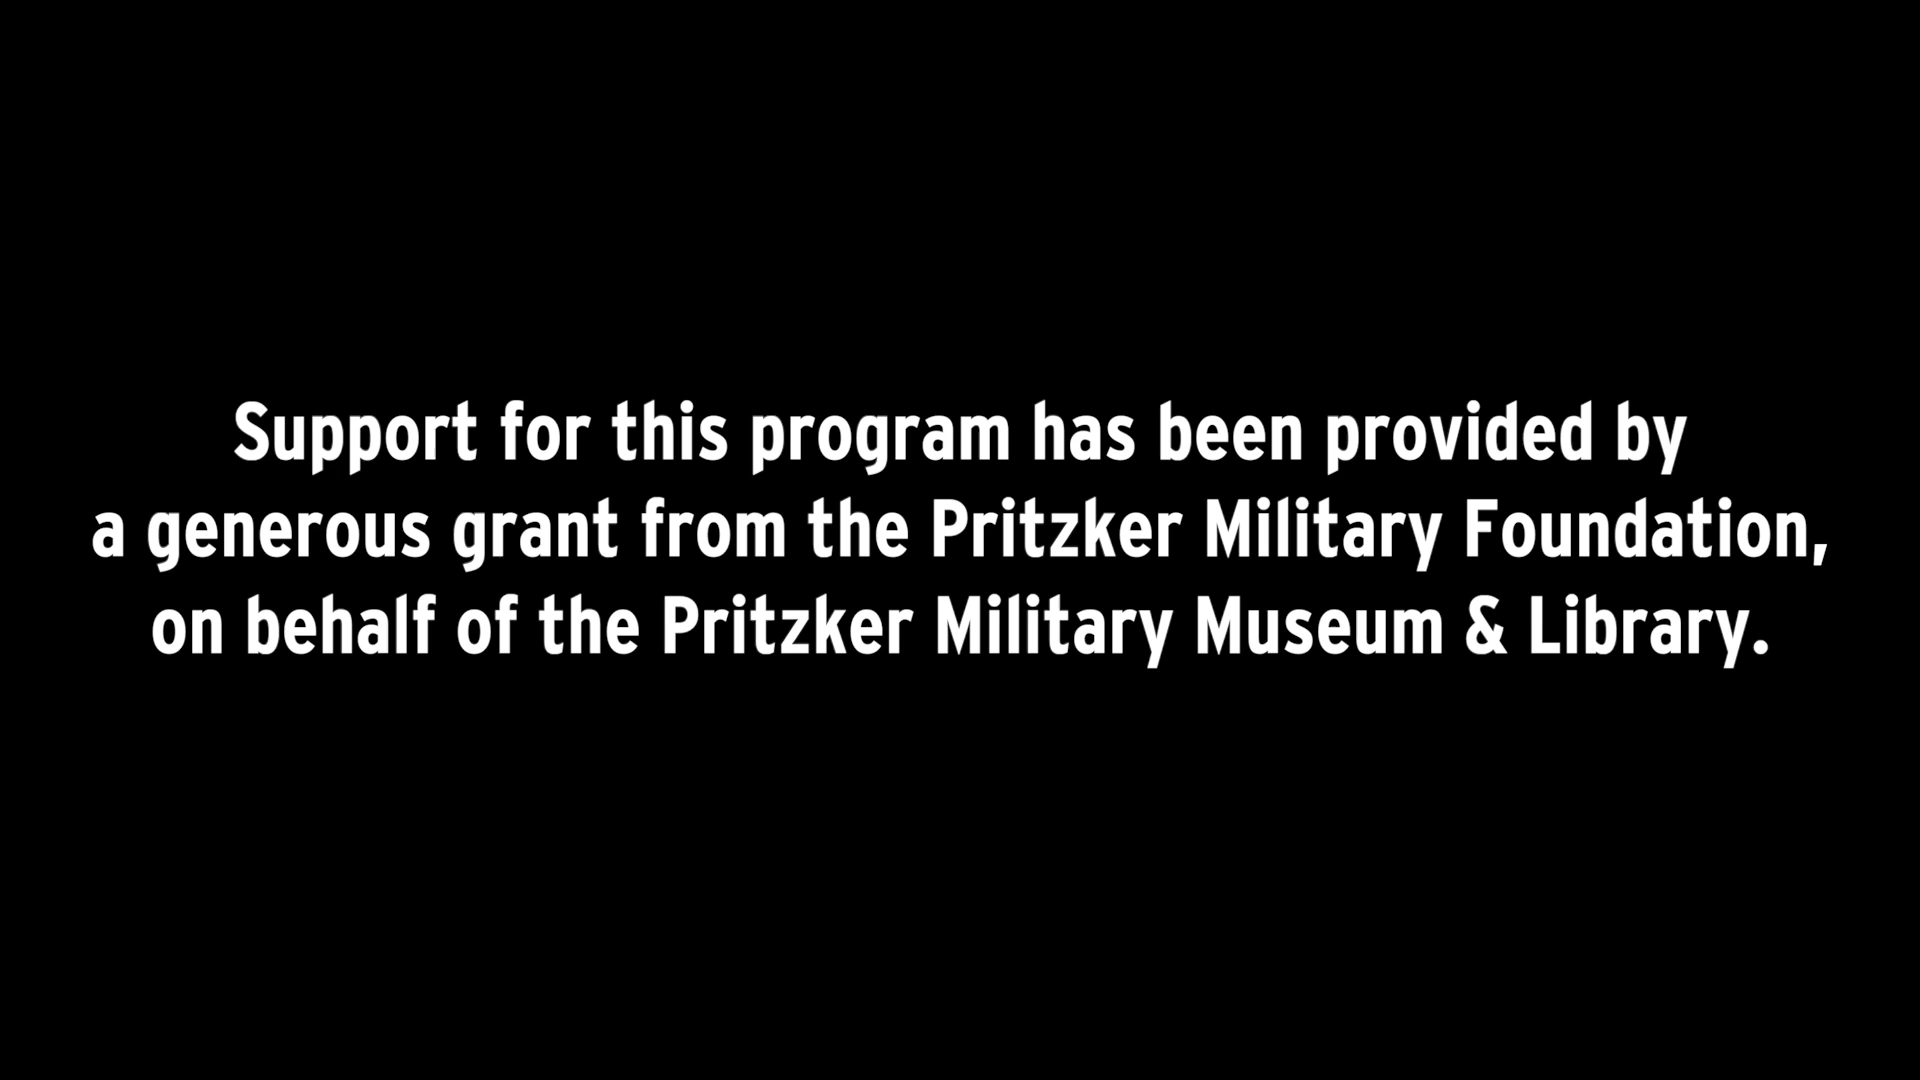 Support for this program has been provided by
a generous grant from the Pritzker Military Foundation,
on behalf of the Pritzker Military Museum & Library.